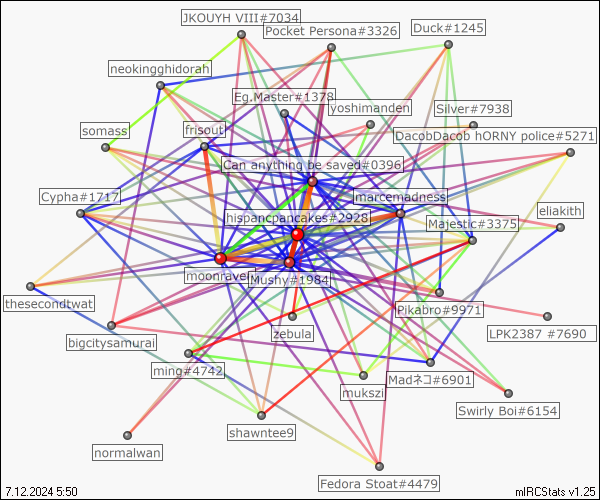 JKOUYH VIII#7034
Pocket Persona#3326
Duck#1245
neokingghidorah
Eg.Master#1378
yoshimanden
Silver#7938
somass
frisout
DacobDacob hORNY police#5271
Can anything be saved#0396
Cypha#1717
marcemadness
eliakith
hispancpancakes#2928
Majestic#3375
moonravel
Mushy#1984
thesecondtwat
Pikabro#9971
zebula
LPK2387 #7690
bigcitysamurai
ming#4742
Madネコ#6901
mukszi
Swirly Boi#6154
shawntee9
normalwan
Fedora Stoat#4479
7.12.2024 5:50
mIRCStats v1.25